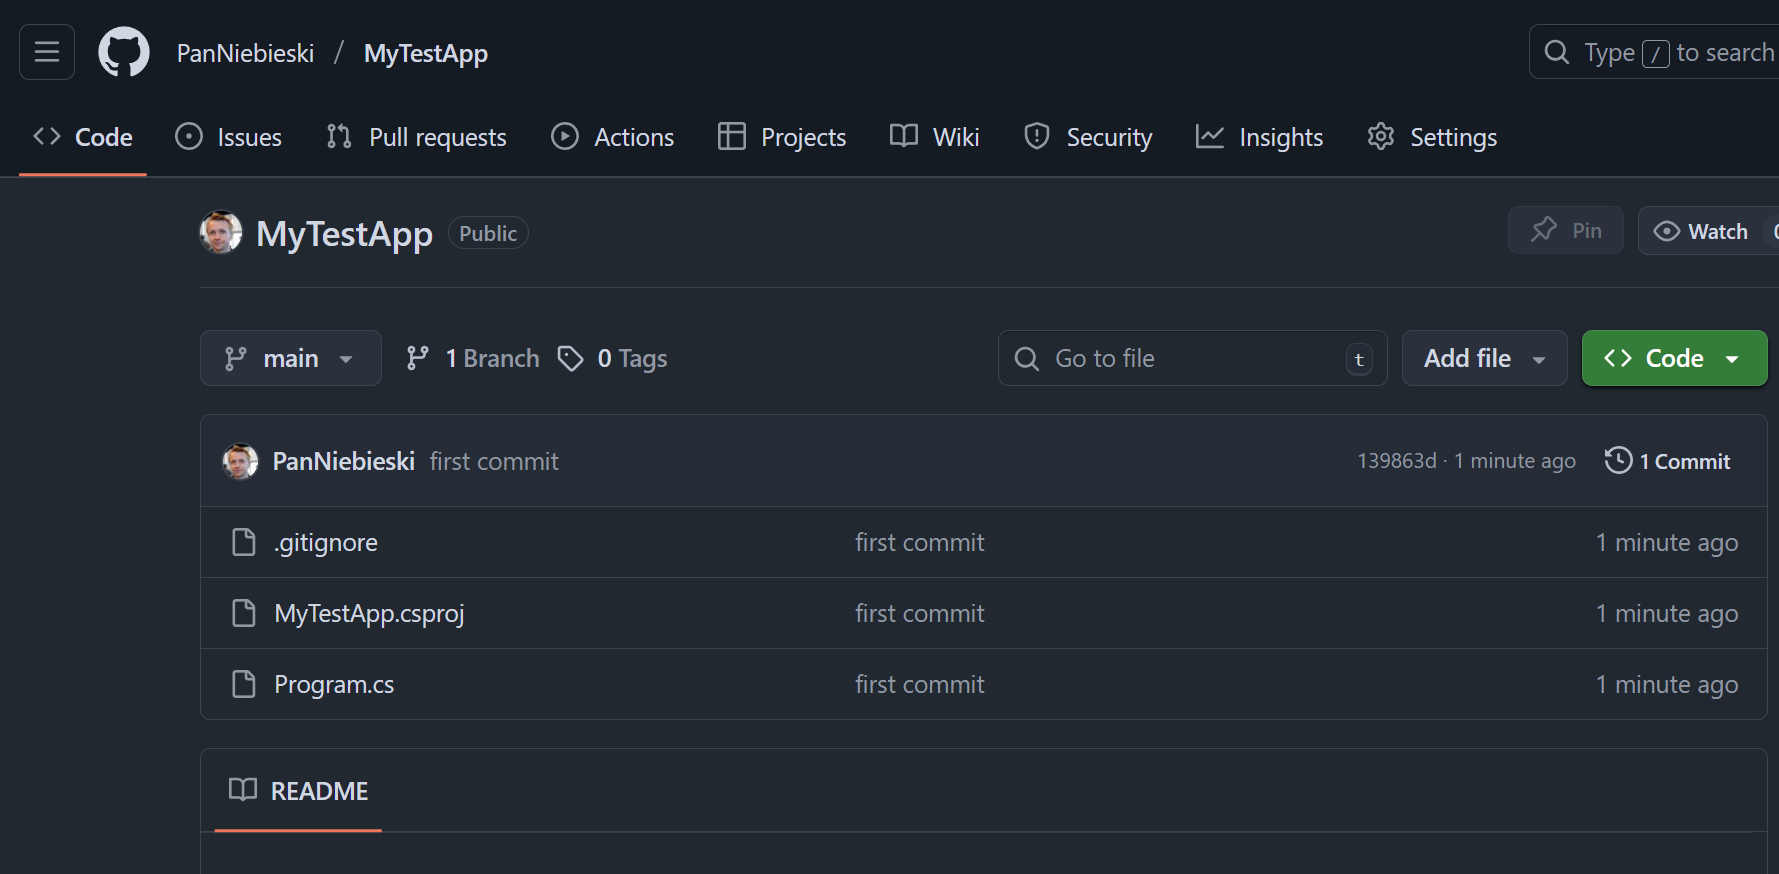 PanNiebieski / MyTestApp
Type / to search
Code Issues Pull requests Actions Projects Wiki Security Insights Settings
MyTestApp Public
Pin Watch
main 1 Branch 0 Tags Go to file t Add file Code
PanNiebieski first commit 139863d · 1 minute ago 1 Commit
.gitignore first commit 1 minute ago
MyTestApp.csproj first commit 1 minute ago
Program.cs first commit 1 minute ago
README